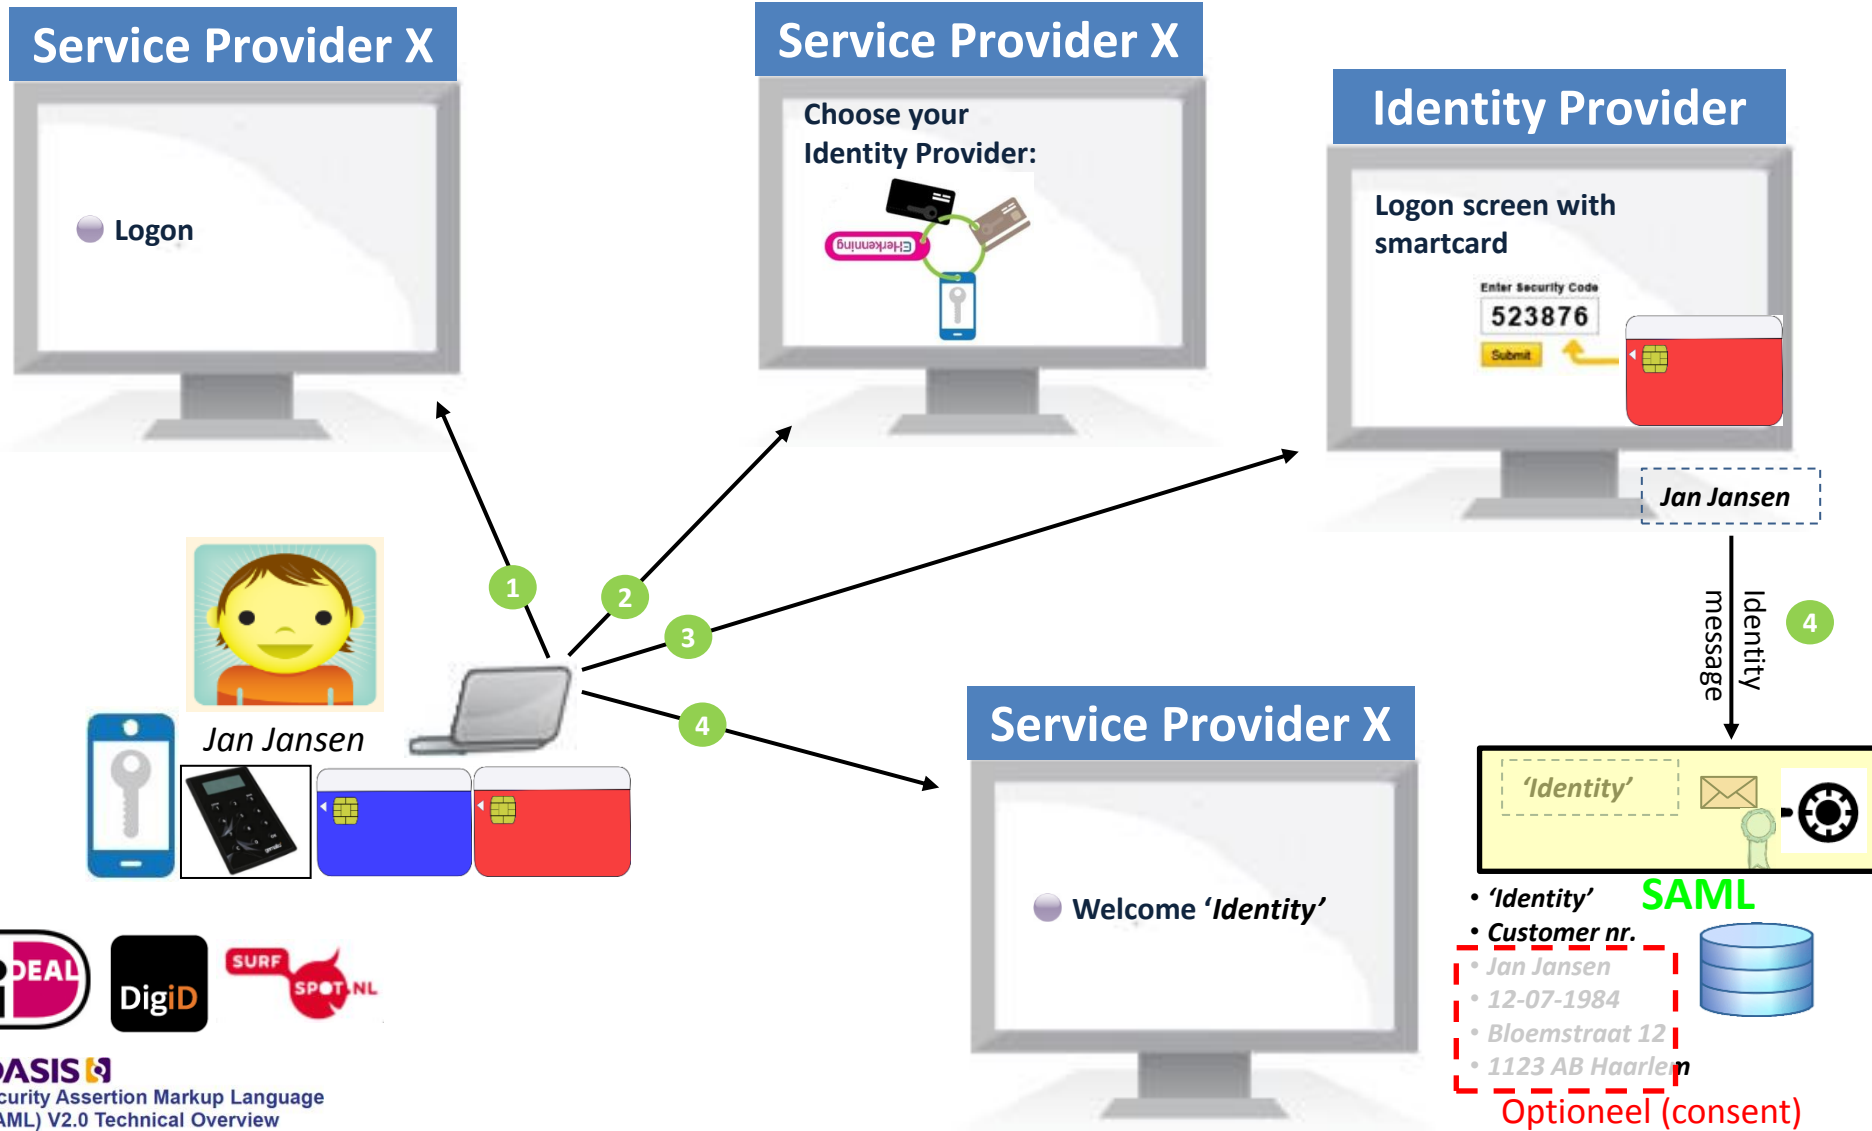 Service Provider X
Logon
Service Provider X
Choose your
Identity Provider:
EHerkenning
Identity Provider
Logon screen with
smartcard
Enter Security Code
523876
Submit
Jan Jansen
1
2
3
4
Identity
message
4
Jan Jansen
Service Provider X
Welcome ‘Identity’
‘Identity’
SAML
• ‘Identity’
• Customer nr.
• Jan Jansen
• 12-07-1984
• Bloemstraat 12
• 1123 AB Haarlem
Optioneel (consent)
DEAL
DigiD
SURF
SPOT.NL
OASIS
curity Assertion Markup Language
AML) V2.0 Technical Overview